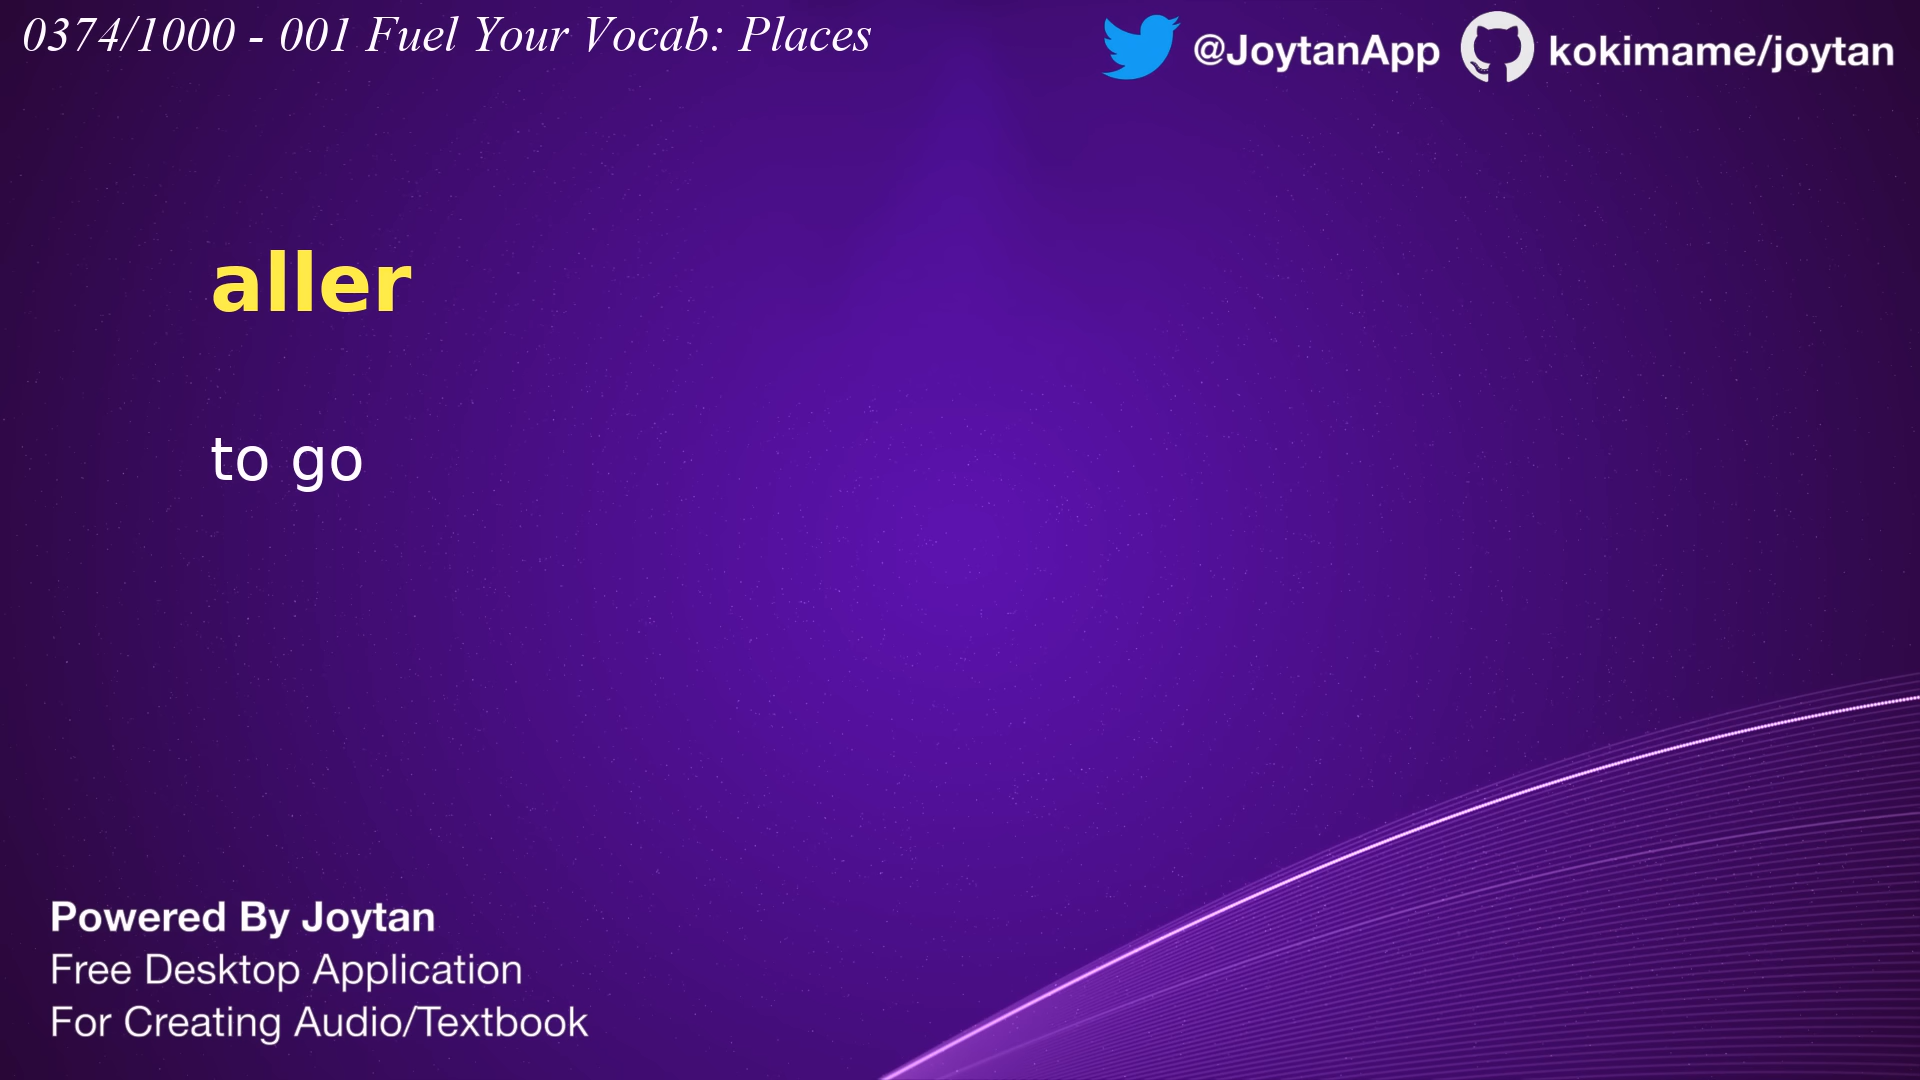 0374/1000 - 001 Fuel Your Vocab: Places
@JoytanApp
kokimame/joytan
aller
to go
Powered By Joytan
Free Desktop Application
For Creating Audio/Textbook